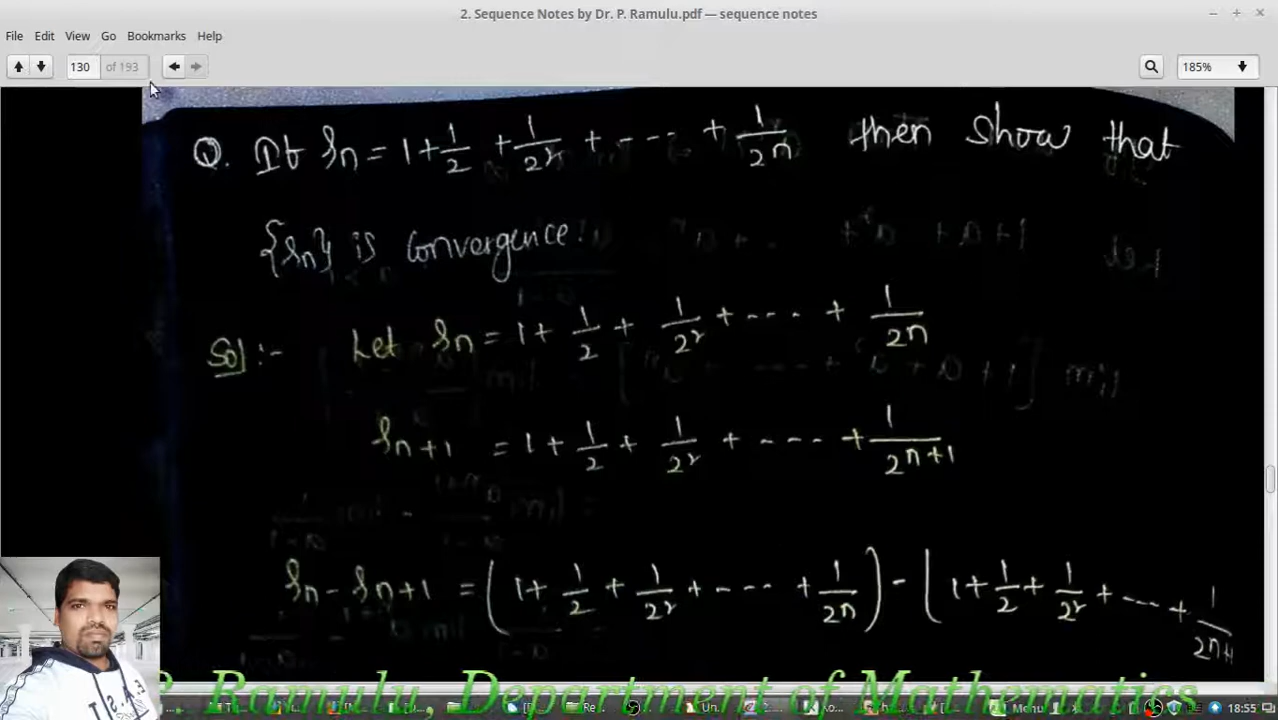 2. Sequence Notes by Dr. P. Ramulu.pdf — sequence notes
File Edit View Go Bookmarks Help
130 of 193 185%
Q. If Sn = 1 + 1/2 + 1/2² + --- + 1/2ⁿ then show that
{Sn} is convergence.
Sol :- Let Sn = 1 + 1/2 + 1/2² + ---- + 1/2ⁿ
Sn+1 = 1 + 1/2 + 1/2² + ---- + 1/2ⁿ⁺¹
Sn - Sn+1 = (1 + 1/2 + 1/2² + ---- + 1/2ⁿ) - (1 + 1/2 + 1/2² + ---- + 1/2ⁿ⁺¹
. Ramulu, Department of Mathematics
Menu 18:55